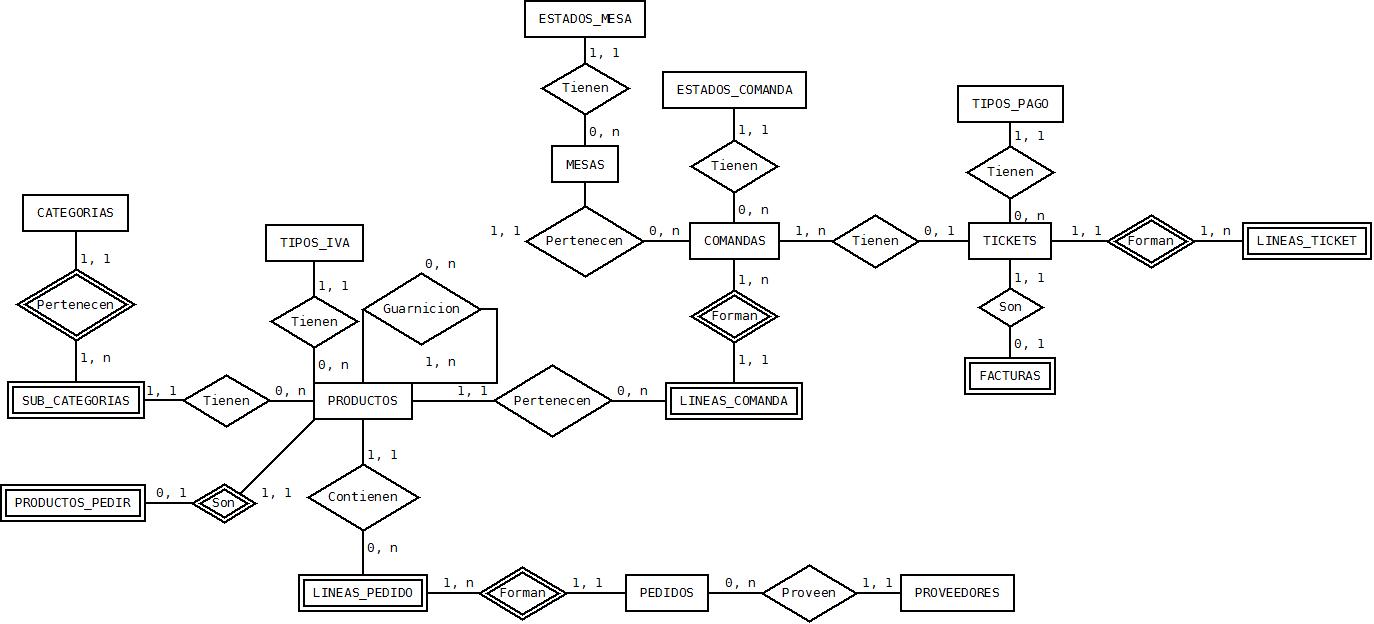 ESTADOS_MESA
1, 1
Tienen
0, n
MESAS
ESTADOS_COMANDA
1, 1
Tienen
0, n
TIPOS_PAGO
1, 1
Tienen
0, n
1, 1
Pertenecen
0, n
COMANDAS
1, n
Tienen
0, 1
TICKETS
1, 1
Forman
1, n
LINEAS_TICKET
CATEGORIAS
1, 1
Pertenecen
1, n
TIPOS_IVA
1, 1
Tienen
0, n
0, n
Guarnicion
1, n
1, n
Forman
1, 1
1, 1
Son
0, 1
FACTURAS
SUB_CATEGORIAS
1, 1
Tienen
0, n
PRODUCTOS
1, 1
Pertenecen
0, n
LINEAS_COMANDA
PRODUCTOS_PEDIR
0, 1
Son
1, 1
1, 1
Contienen
0, n
LINEAS_PEDIDO
1, n
Forman
1, 1
PEDIDOS
0, n
Proveen
1, 1
PROVEEDORES